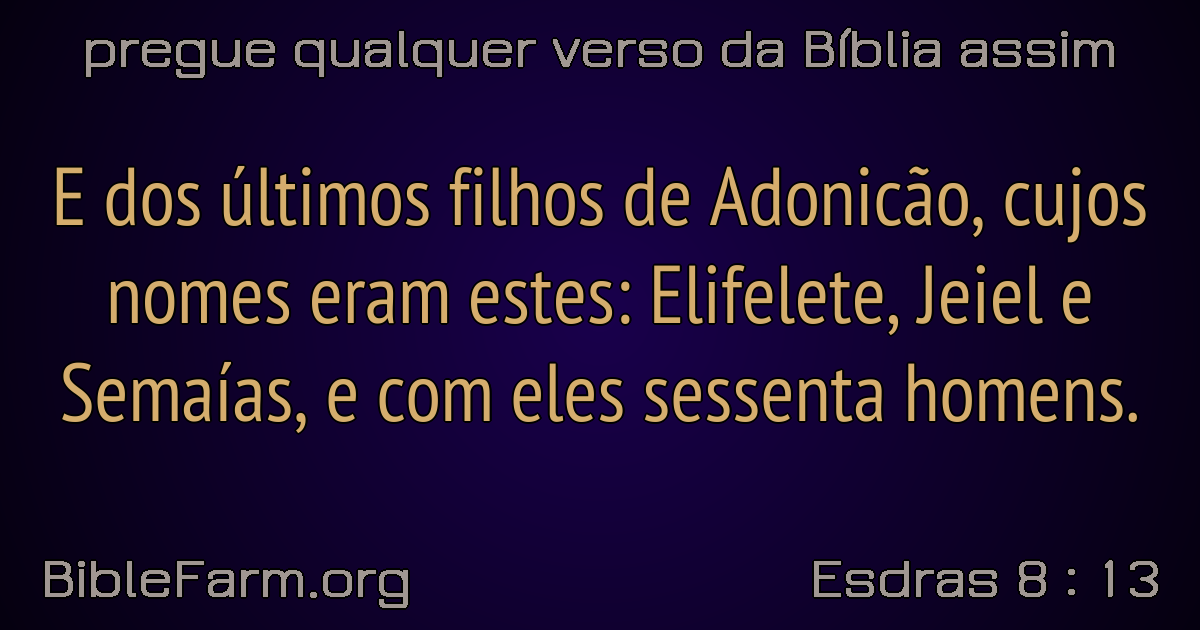 pregue qualquer verso da Bíblia assim
E dos últimos filhos de Adonicão, cujos
nomes eram estes: Elifelete, Jeiel e
Semaías, e com eles sessenta homens.
BibleFarm.org
Esdras 8 : 13